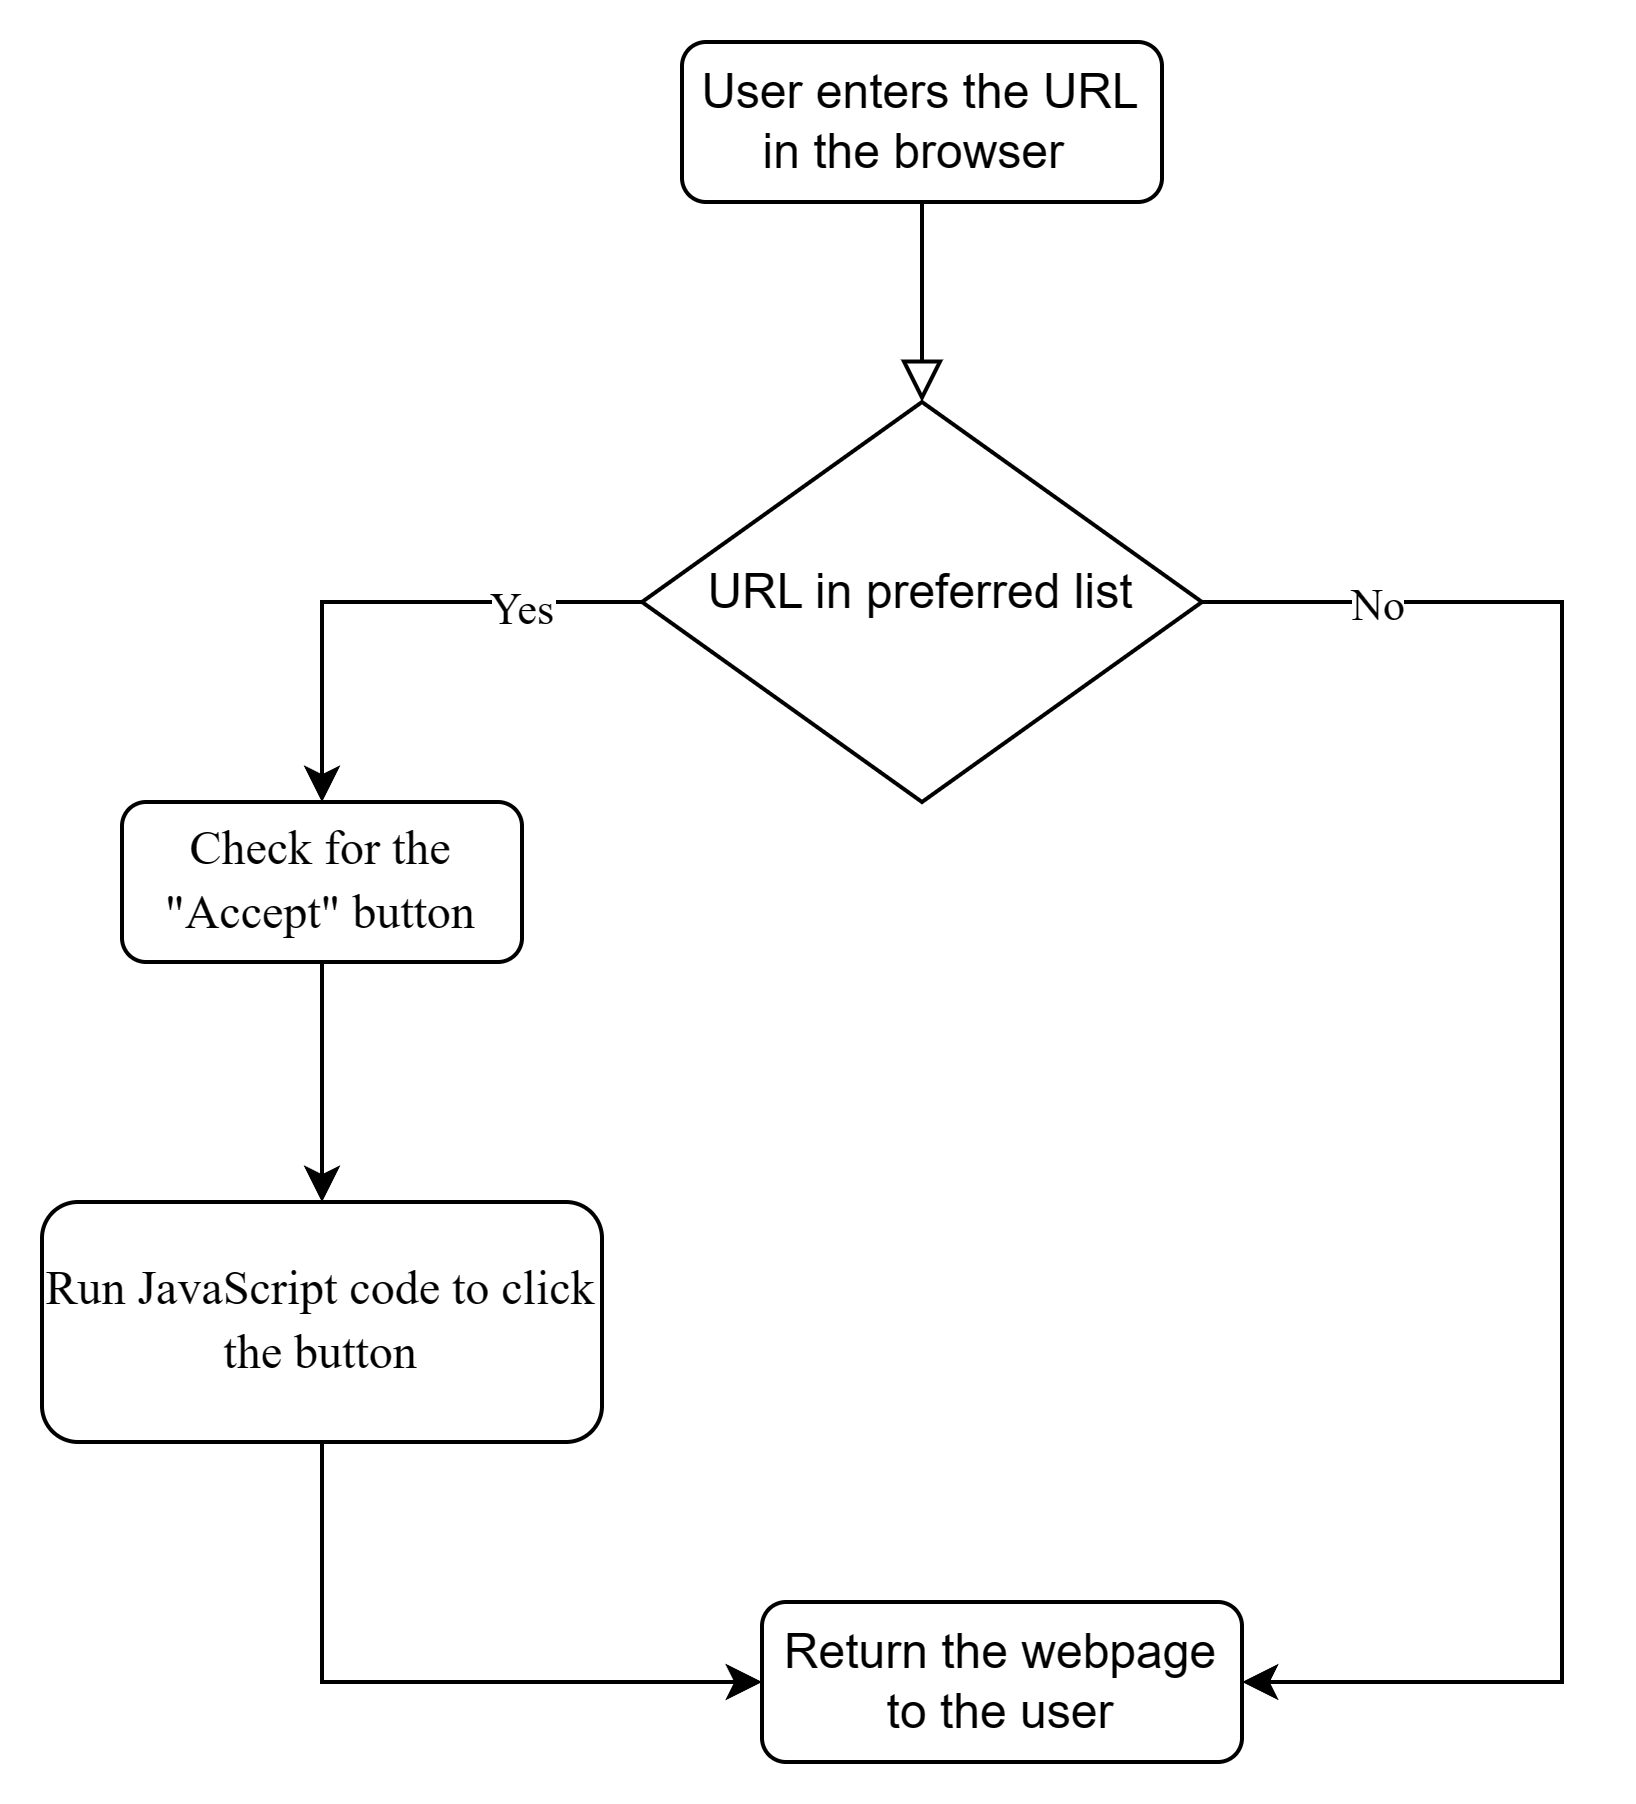 User enters the URL
in the browser
URL in preferred list
Yes
No
Check for the
"Accept" button
Run JavaScript code to click
the button
Return the webpage
to the user